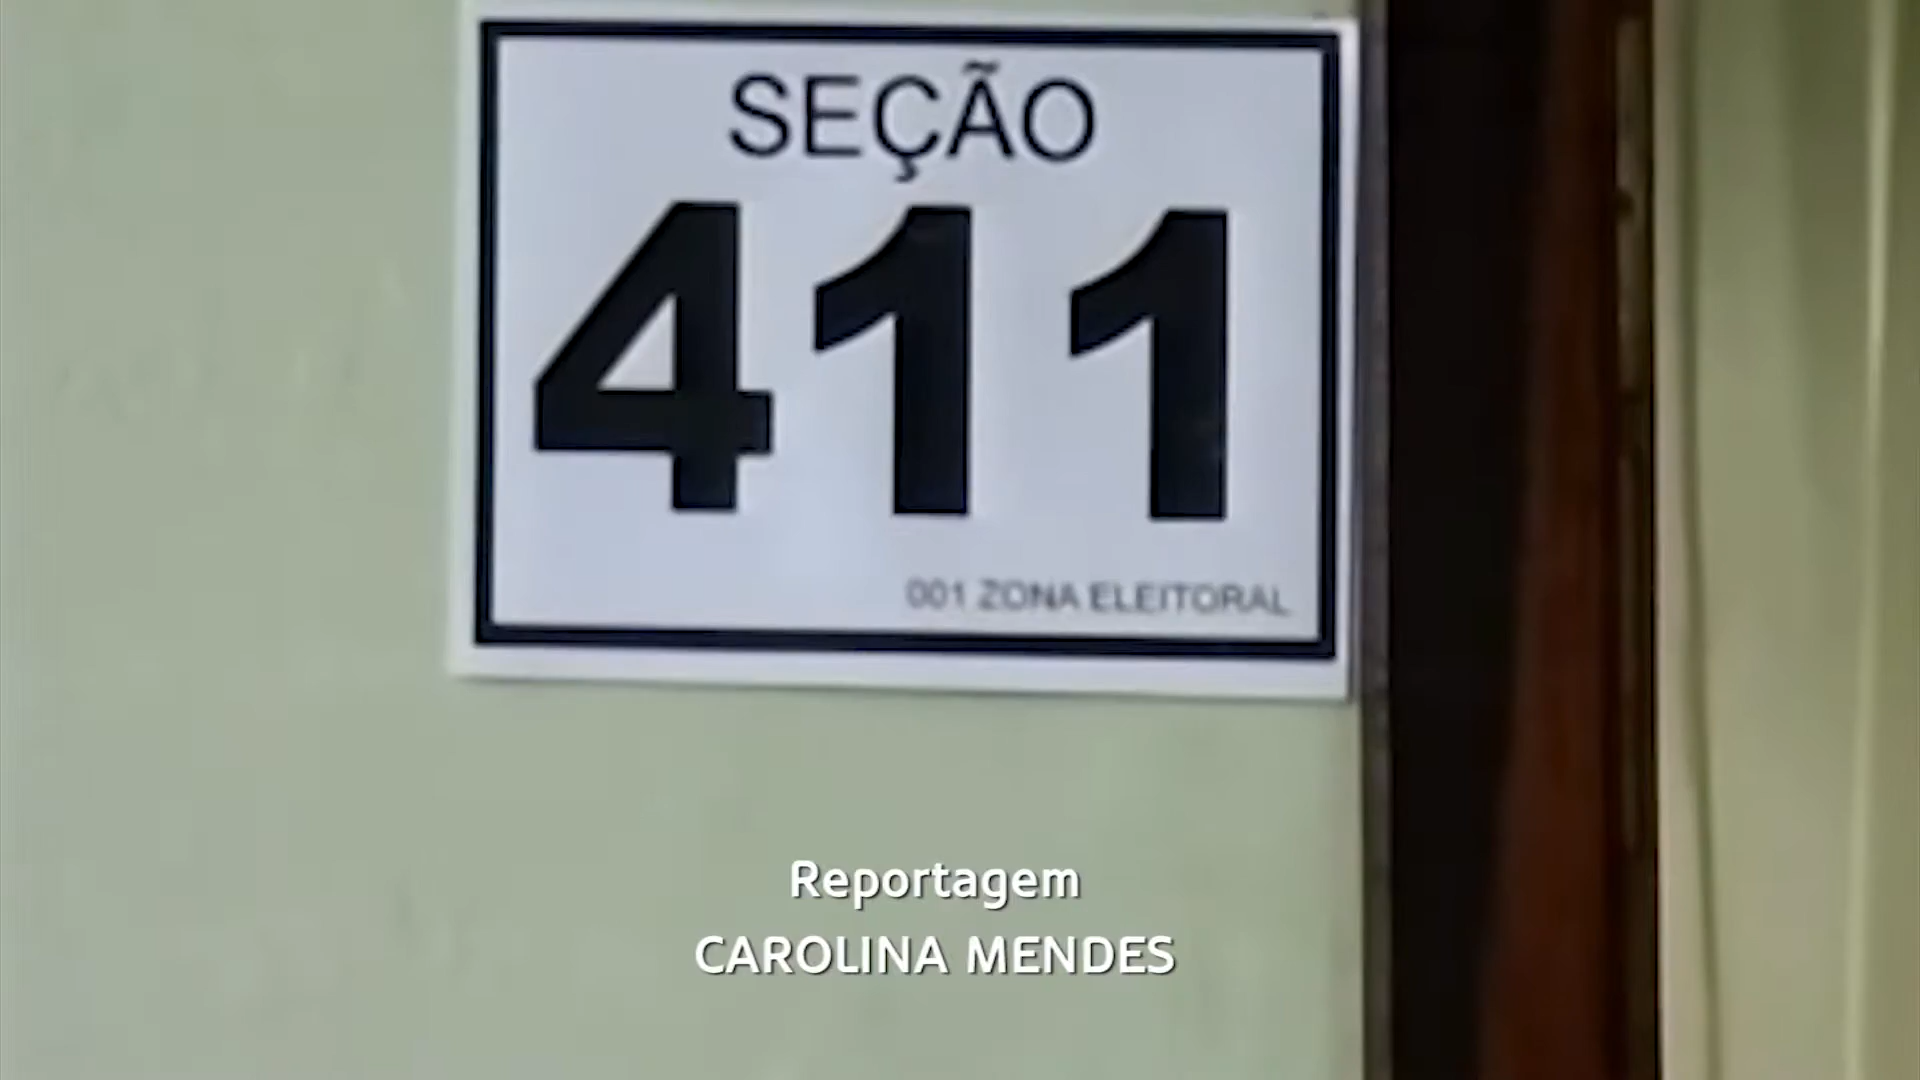 SEÇÃO
411
001 ZONA ELEITORAL
Reportagem
CAROLINA MENDES